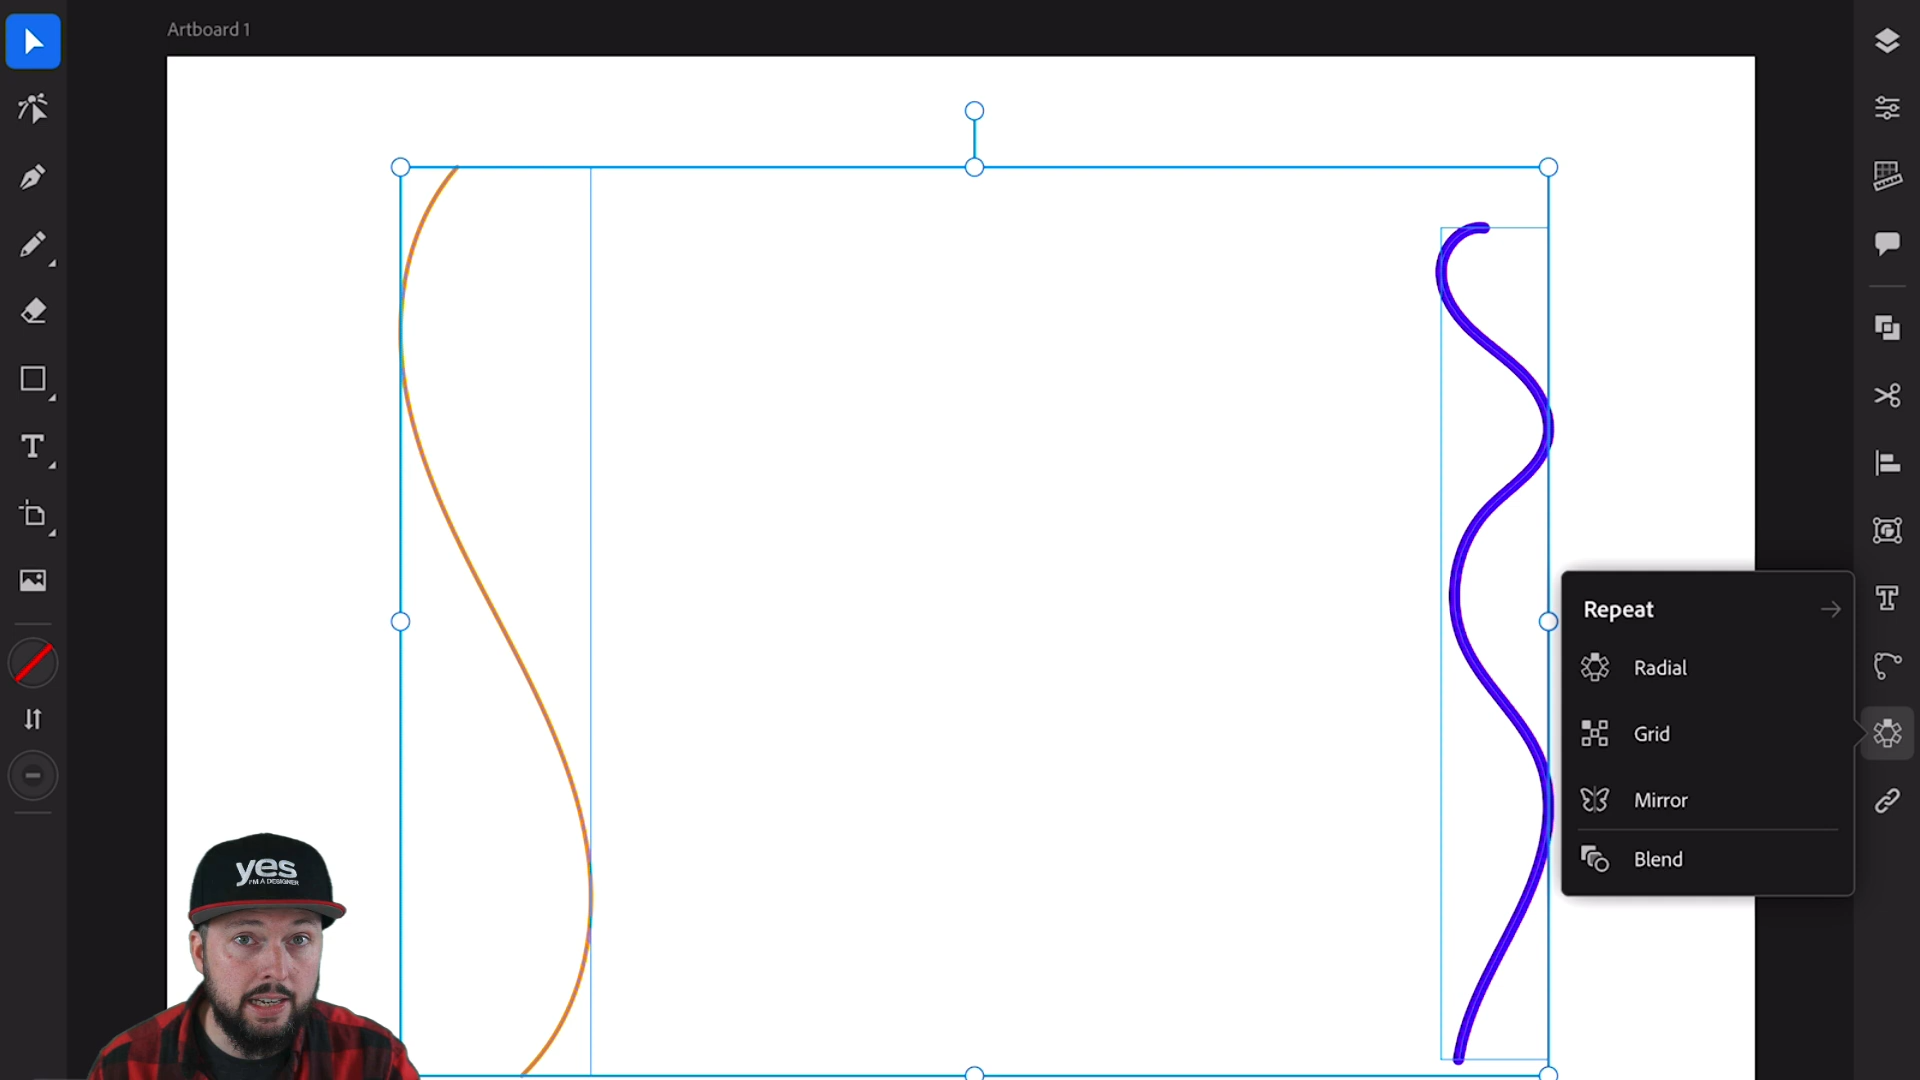 Artboard 1
Repeat
Radial
Grid
Mirror
Blend
yes
I'M A DESIGNER